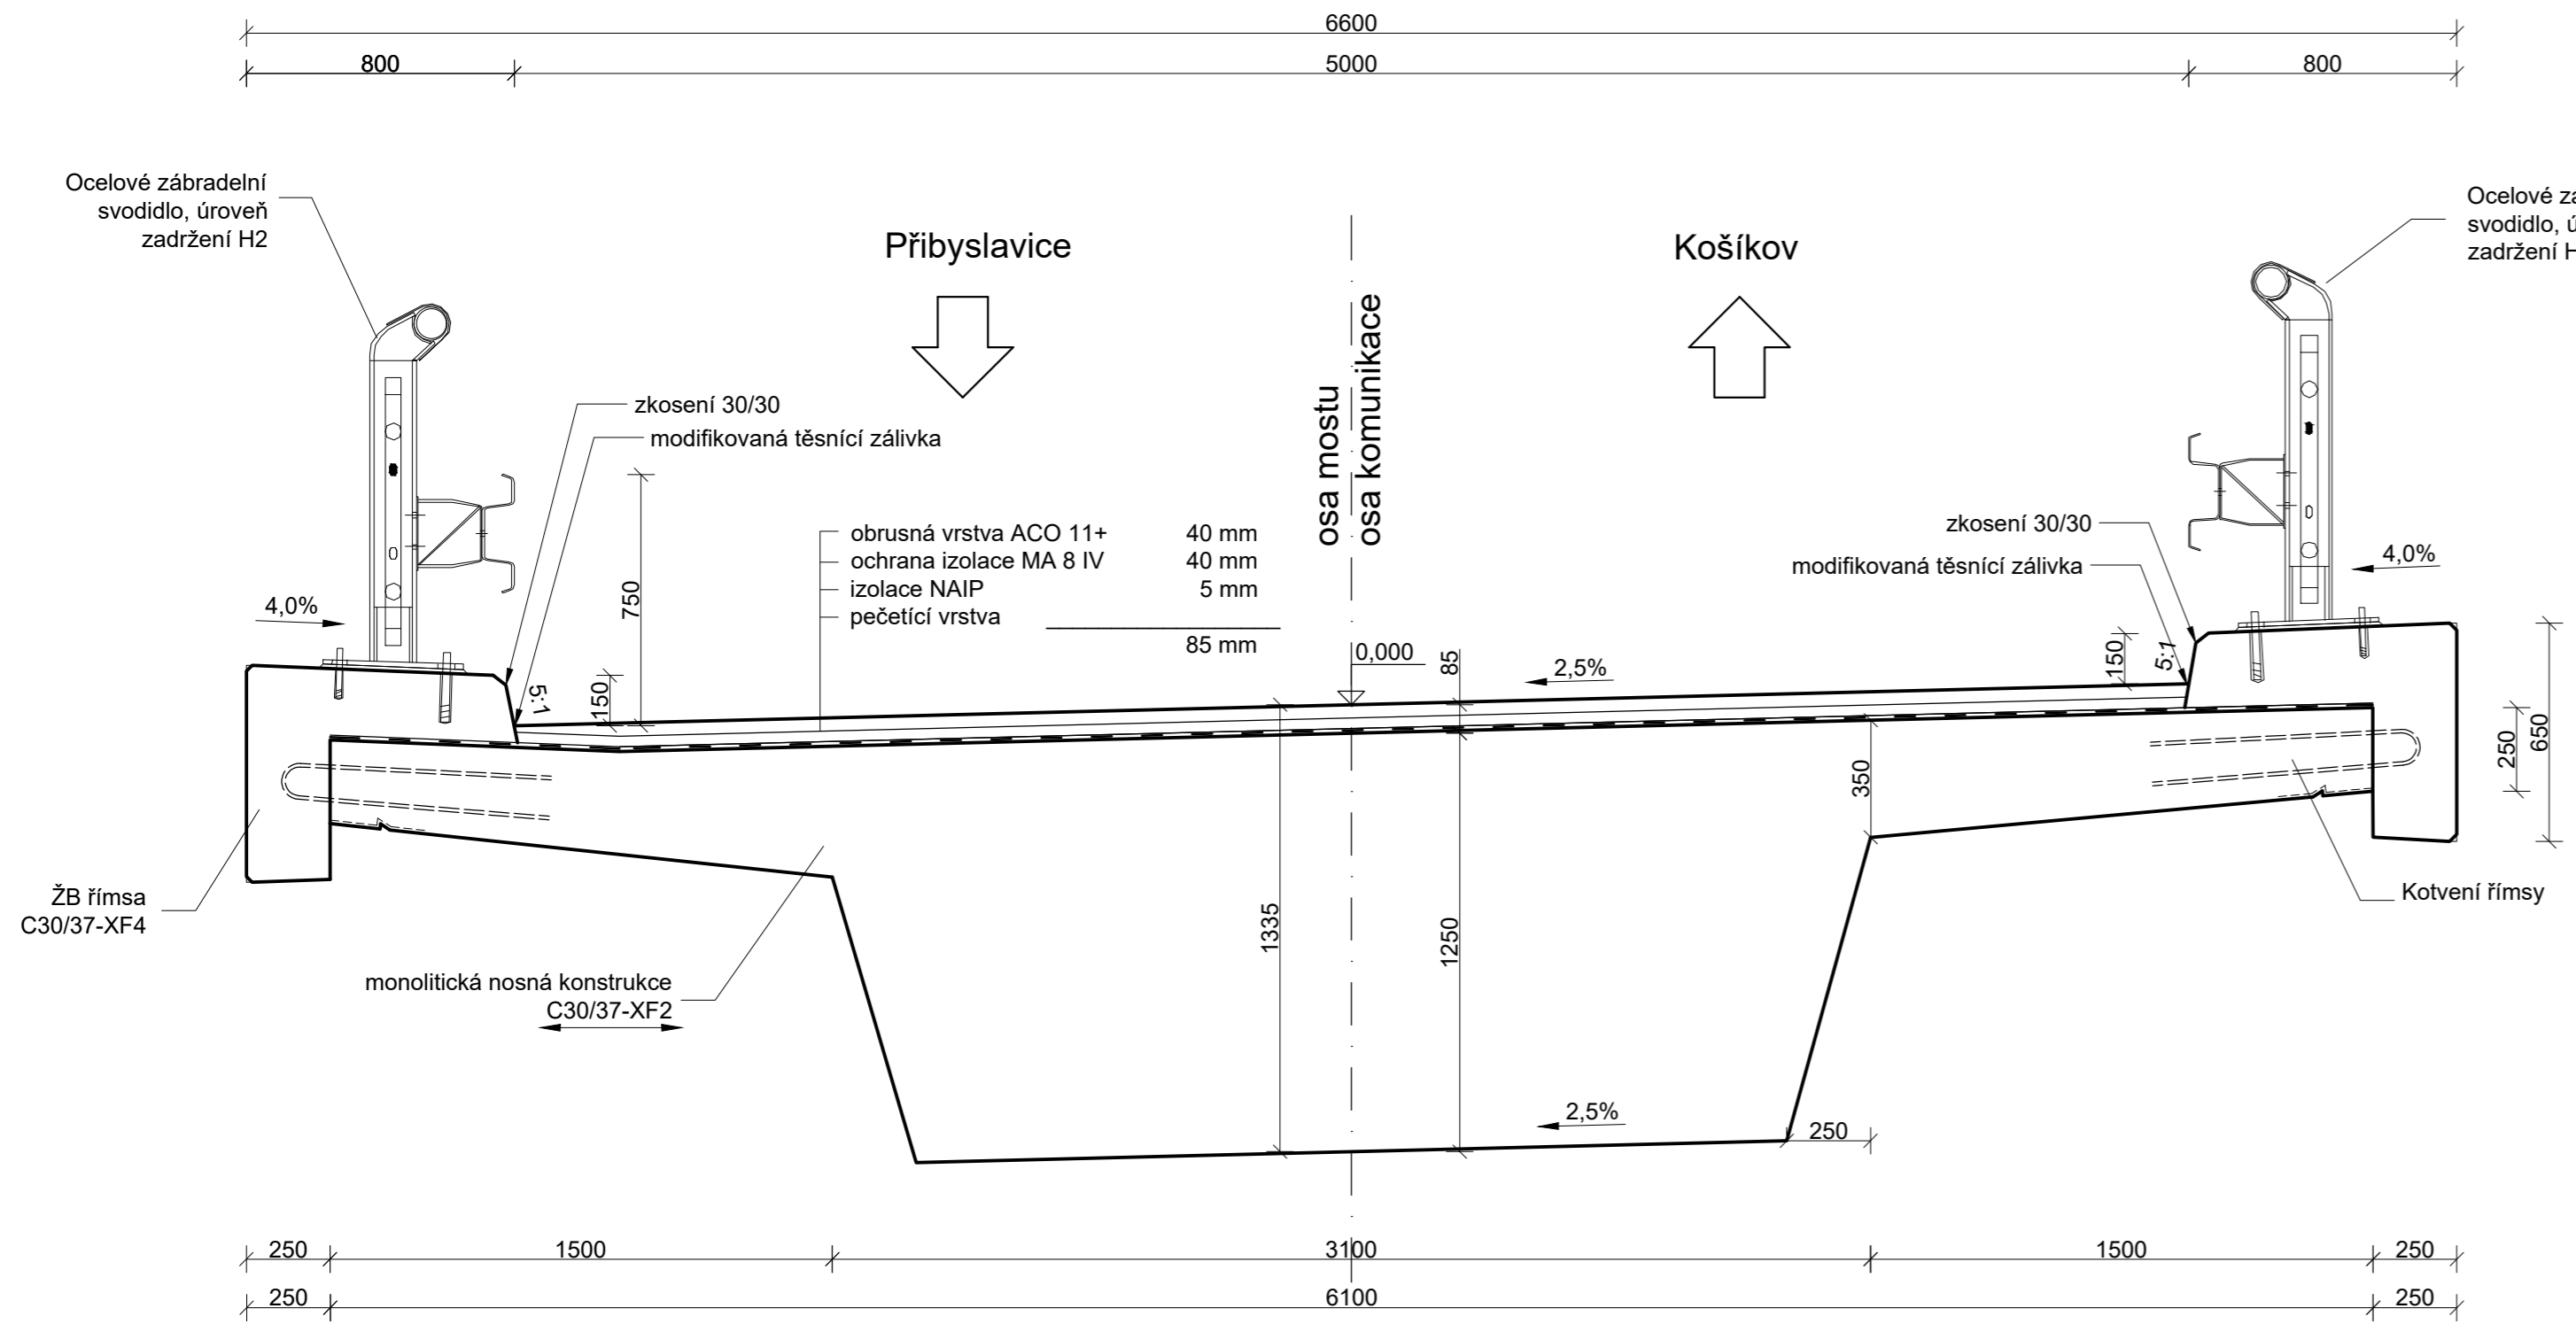 6600
800
5000
800
Ocelové zábradelní
svodidlo, úroveň
zadržení H2
Ocelové
svodidlo,
zadržení
Přibyslavice
Košíkov
osa mostu
osa komunikace
zkosení 30/30
modifikovaná těsnící zálivka
750
obrusná vrstva ACO 11+ 40 mm
ochrana izolace MA 8 IV 40 mm
izolace NAIP 5 mm
pečetící vrstva
85 mm
zkosení 30/30
modifikovaná těsnící zálivka
4,0%
4,0%
5:1
150
0,000
85
2,5%
150
5:1
350
250
650
ŽB římsa
C30/37-XF4
monolitická nosná konstrukce
C30/37-XF2
1335
1250
Kotvení římsy
2,5%
250
250
1500
3100
1500
250
250
6100
250